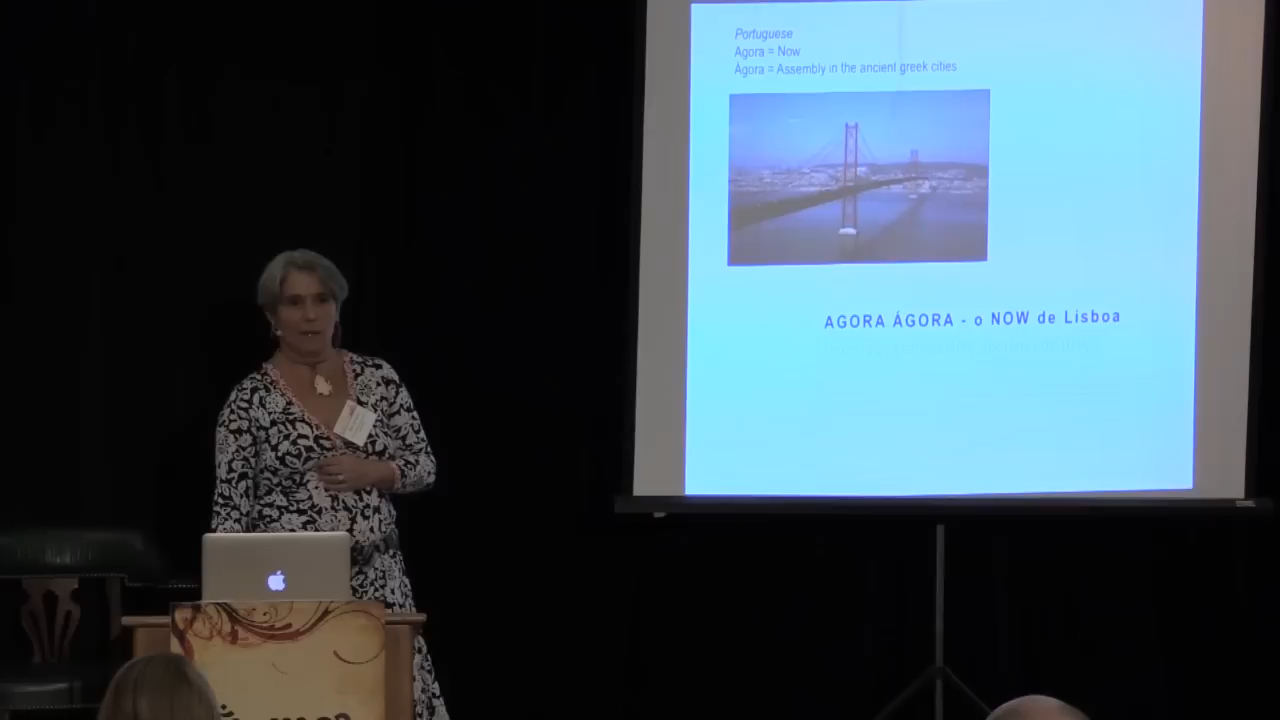 Portuguese
Agora = Now
Ágora = Assembly in the ancient greek cities
AGORA ÁGORA - o NOW de Lisboa